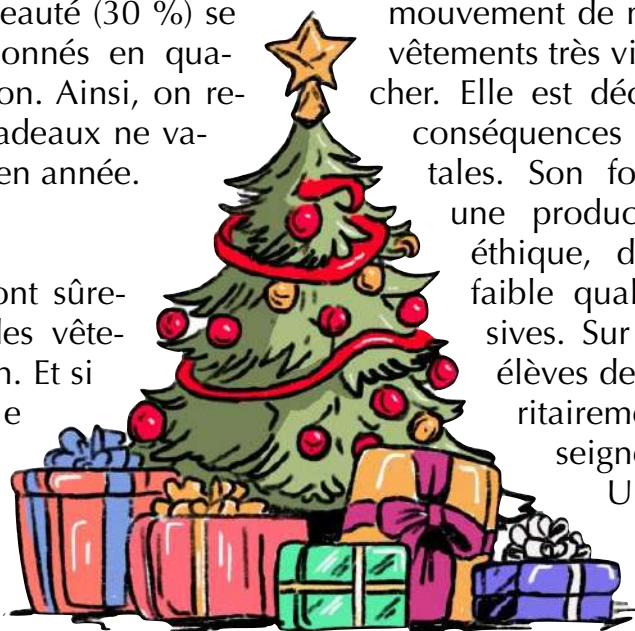 eauté (30 %) se
onnés en qua-
on. Ainsi, on re-
adeaux ne va-
en année.
ont sûre-
les vête-
n. Et si
e
mouvement de r
vêtements très vi
cher. Elle est déc
conséquences
tales. Son fo
une produc
éthique, d
faible qual
sives. Sur
élèves de
ritaireme
seigne
U